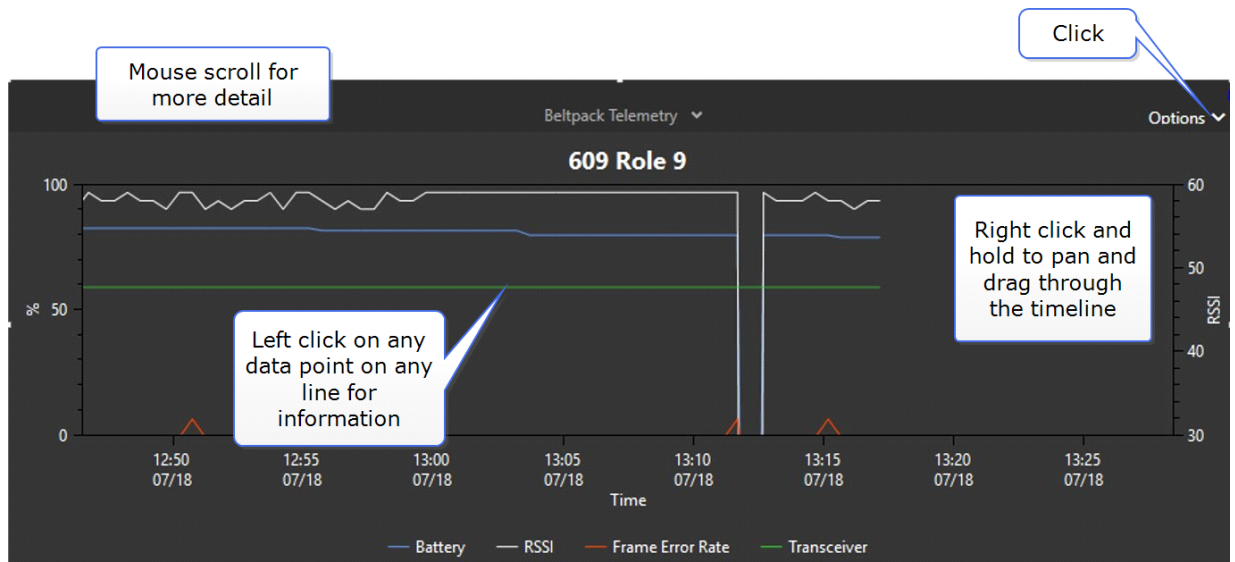 Click
Mouse scroll for
more detail
Beltpack Telemetry
Options
609 Role 9
100
50
0
%
60
50
40
30
RSSI
Right click and
hold to pan and
drag through
the timeline
Left click on any
data point on any
line for
information
12:50 12:55 13:00 13:05 13:10 13:15 13:20 13:25
07/18 07/18 07/18 07/18 07/18 07/18 07/18 07/18
Time
Battery RSSI Frame Error Rate Transceiver